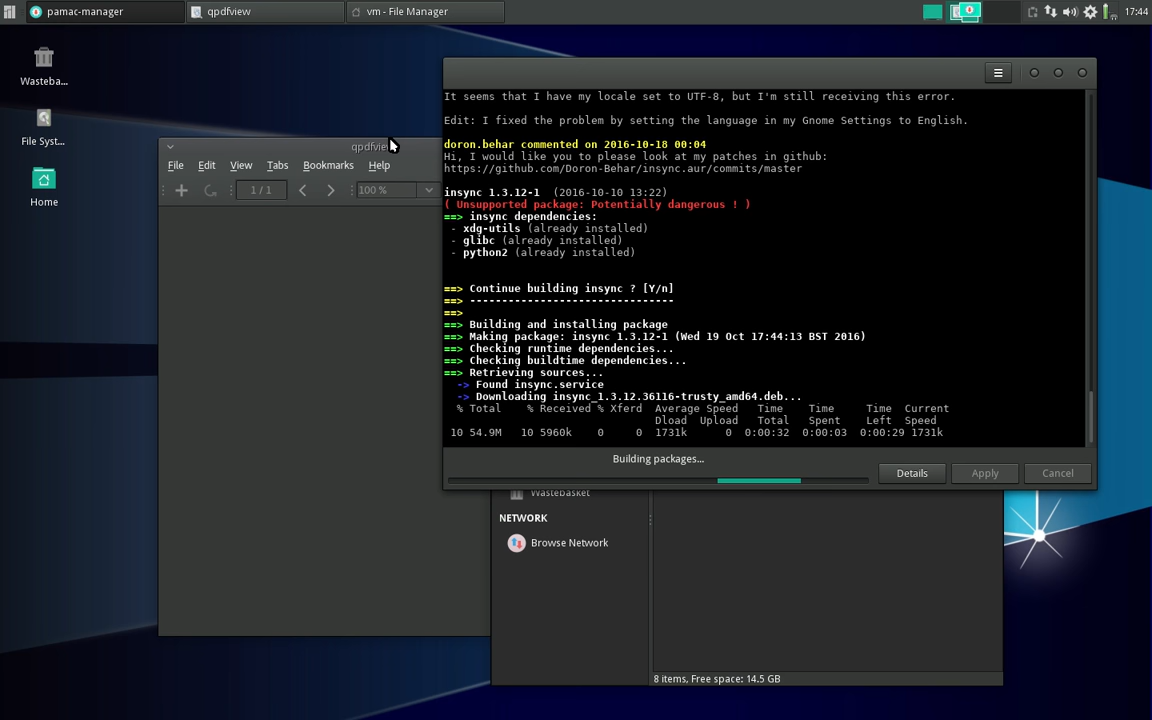 pamac-manager
qpdfview
vm - File Manager
17:44
Wasteba...
File Syst...
Home
qpdfvie
File Edit View Tabs Bookmarks Help
1 / 1
100 %
It seems that I have my locale set to UTF-8, but I'm still receiving this error.
Edit: I fixed the problem by setting the language in my Gnome Settings to English.
doron.behar commented on 2016-10-18 00:04
Hi, I would like you to please look at my patches in github:
https://github.com/Doron-Behar/insync.aur/commits/master
insync 1.3.12-1  (2016-10-10 13:22)
( Unsupported package: Potentially dangerous ! )
==> insync dependencies:
- xdg-utils (already installed)
- glibc (already installed)
- python2 (already installed)
==> Continue building insync ? [Y/n]
==> --------------------------------
==>
==> Building and installing package
==> Making package: insync 1.3.12-1 (Wed 19 Oct 17:44:13 BST 2016)
==> Checking runtime dependencies...
==> Checking buildtime dependencies...
==> Retrieving sources...
-> Found insync.service
-> Downloading insync_1.3.12.36116-trusty_amd64.deb...
% Total    % Received % Xferd  Average Speed   Time    Time     Time  Current
Dload  Upload   Total   Spent    Left  Speed
10 54.9M   10 5960k    0     0  1731k      0  0:00:32  0:00:03  0:00:29 1731k
Building packages...
Details
Apply
Cancel
Wastebasket
NETWORK
Browse Network
8 items, Free space: 14.5 GB